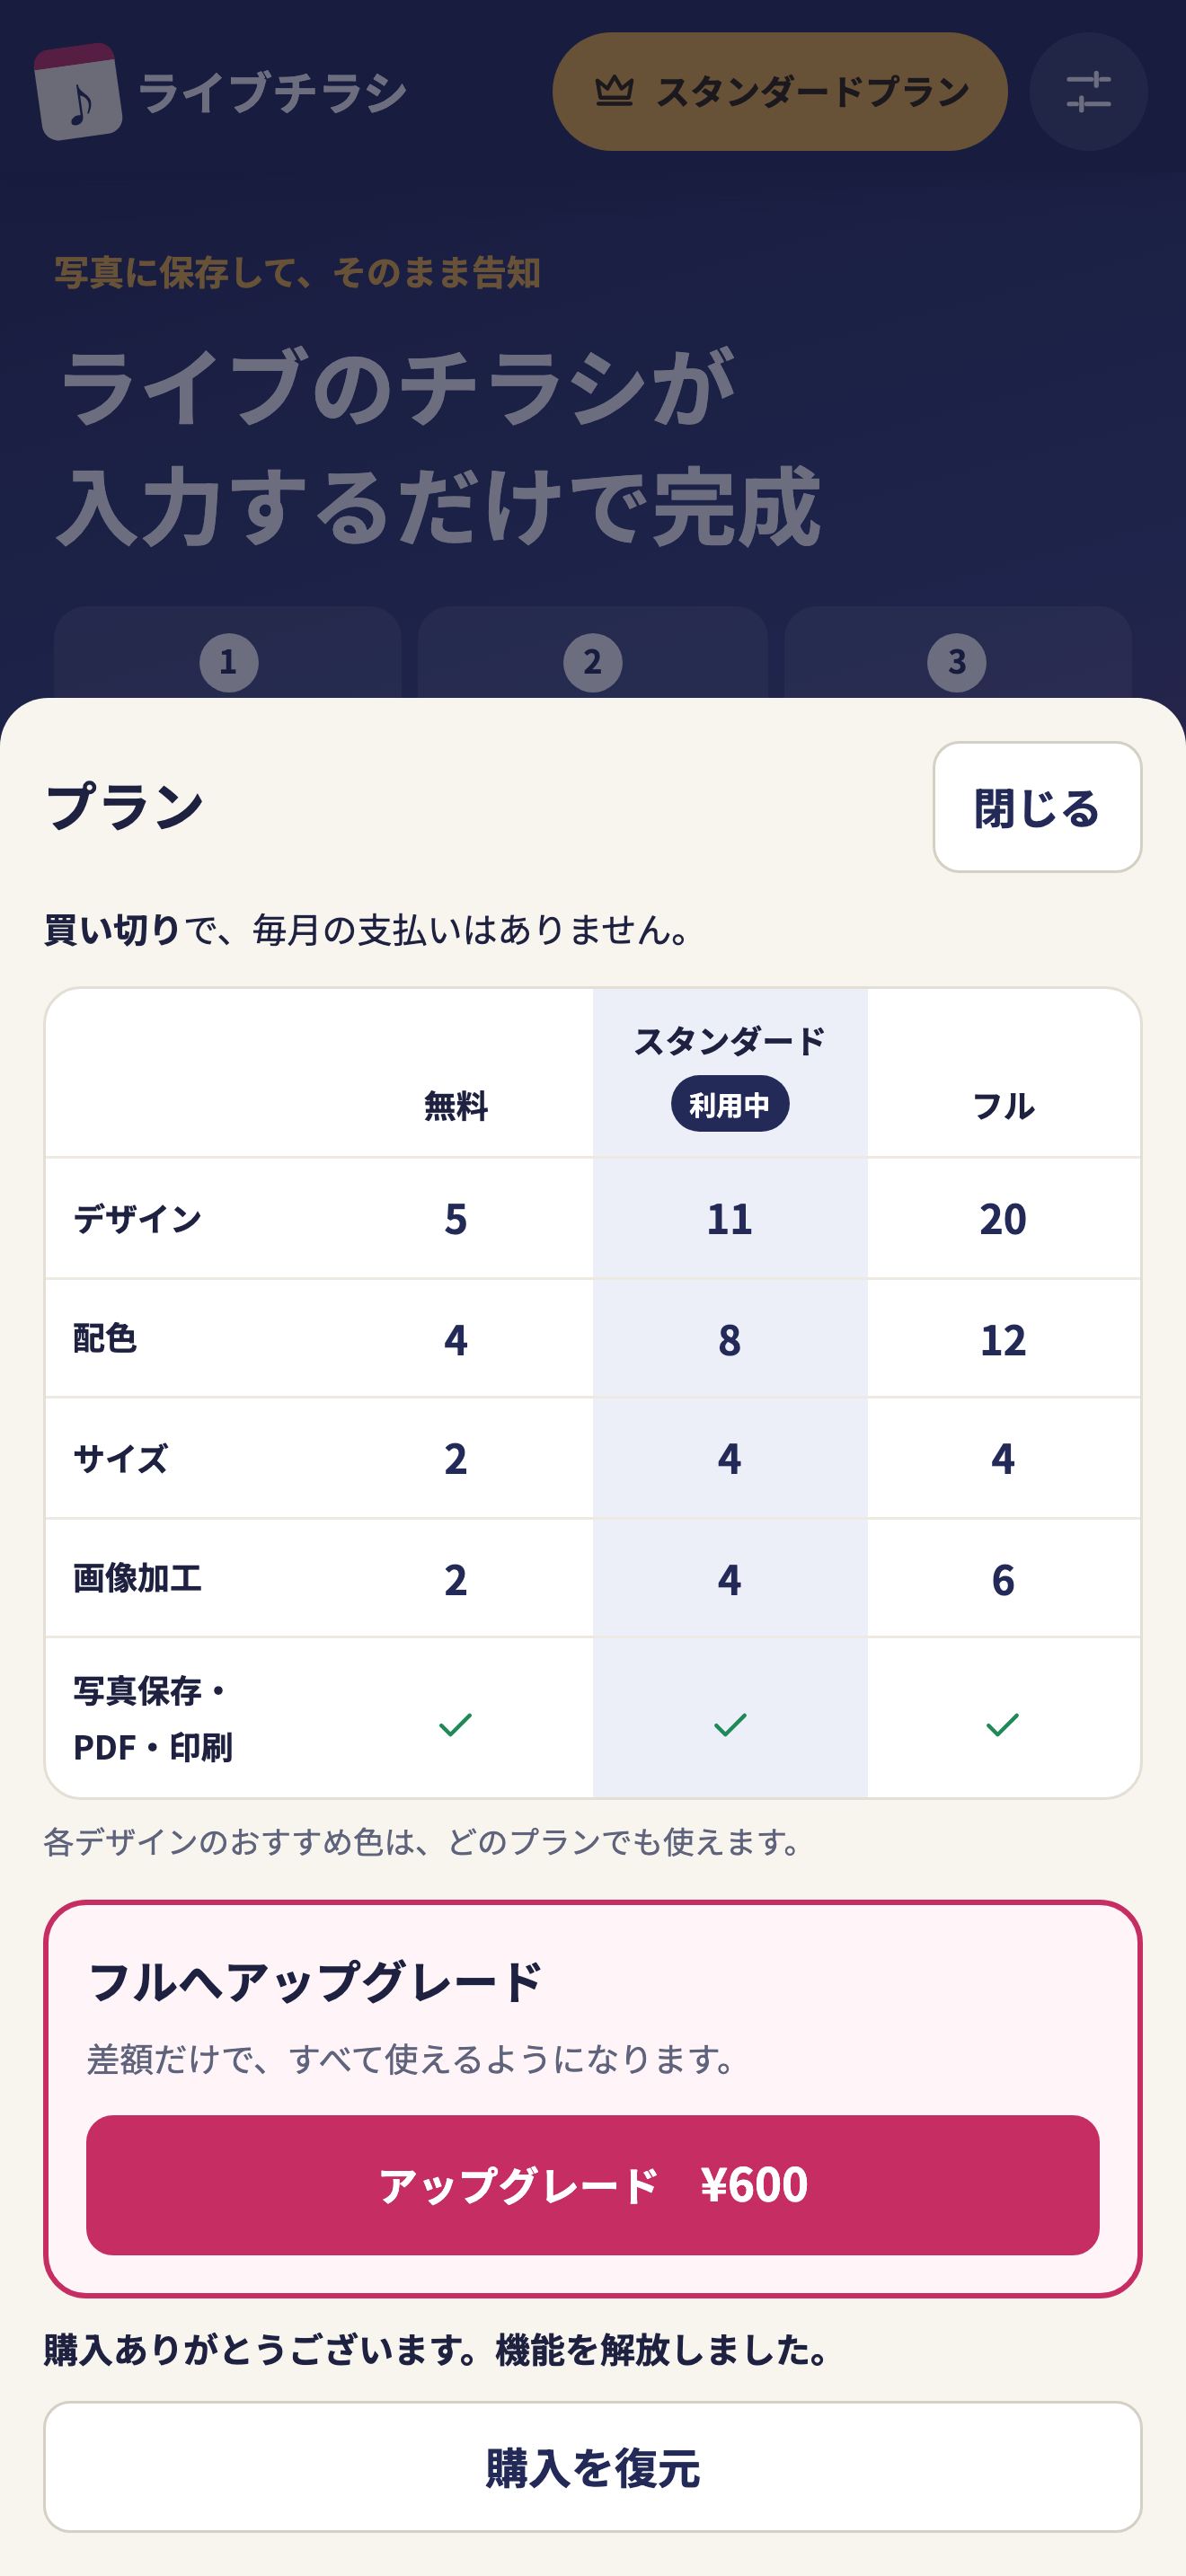 ライブチラシ
スタンダードプラン
写真に保存して、そのまま告知
ライブのチラシが
入力するだけで完成
1 2 3
プラン
閉じる
買い切りで、毎月の支払いはありません。
無料 スタンダード 利用中 フル
デザイン 5 11 20
配色 4 8 12
サイズ 2 4 4
画像加工 2 4 6
写真保存・
PDF・印刷
各デザインのおすすめ色は、どのプランでも使えます。
フルへアップグレード
差額だけで、すべて使えるようになります。
アップグレード ¥600
購入ありがとうございます。機能を解放しました。
購入を復元